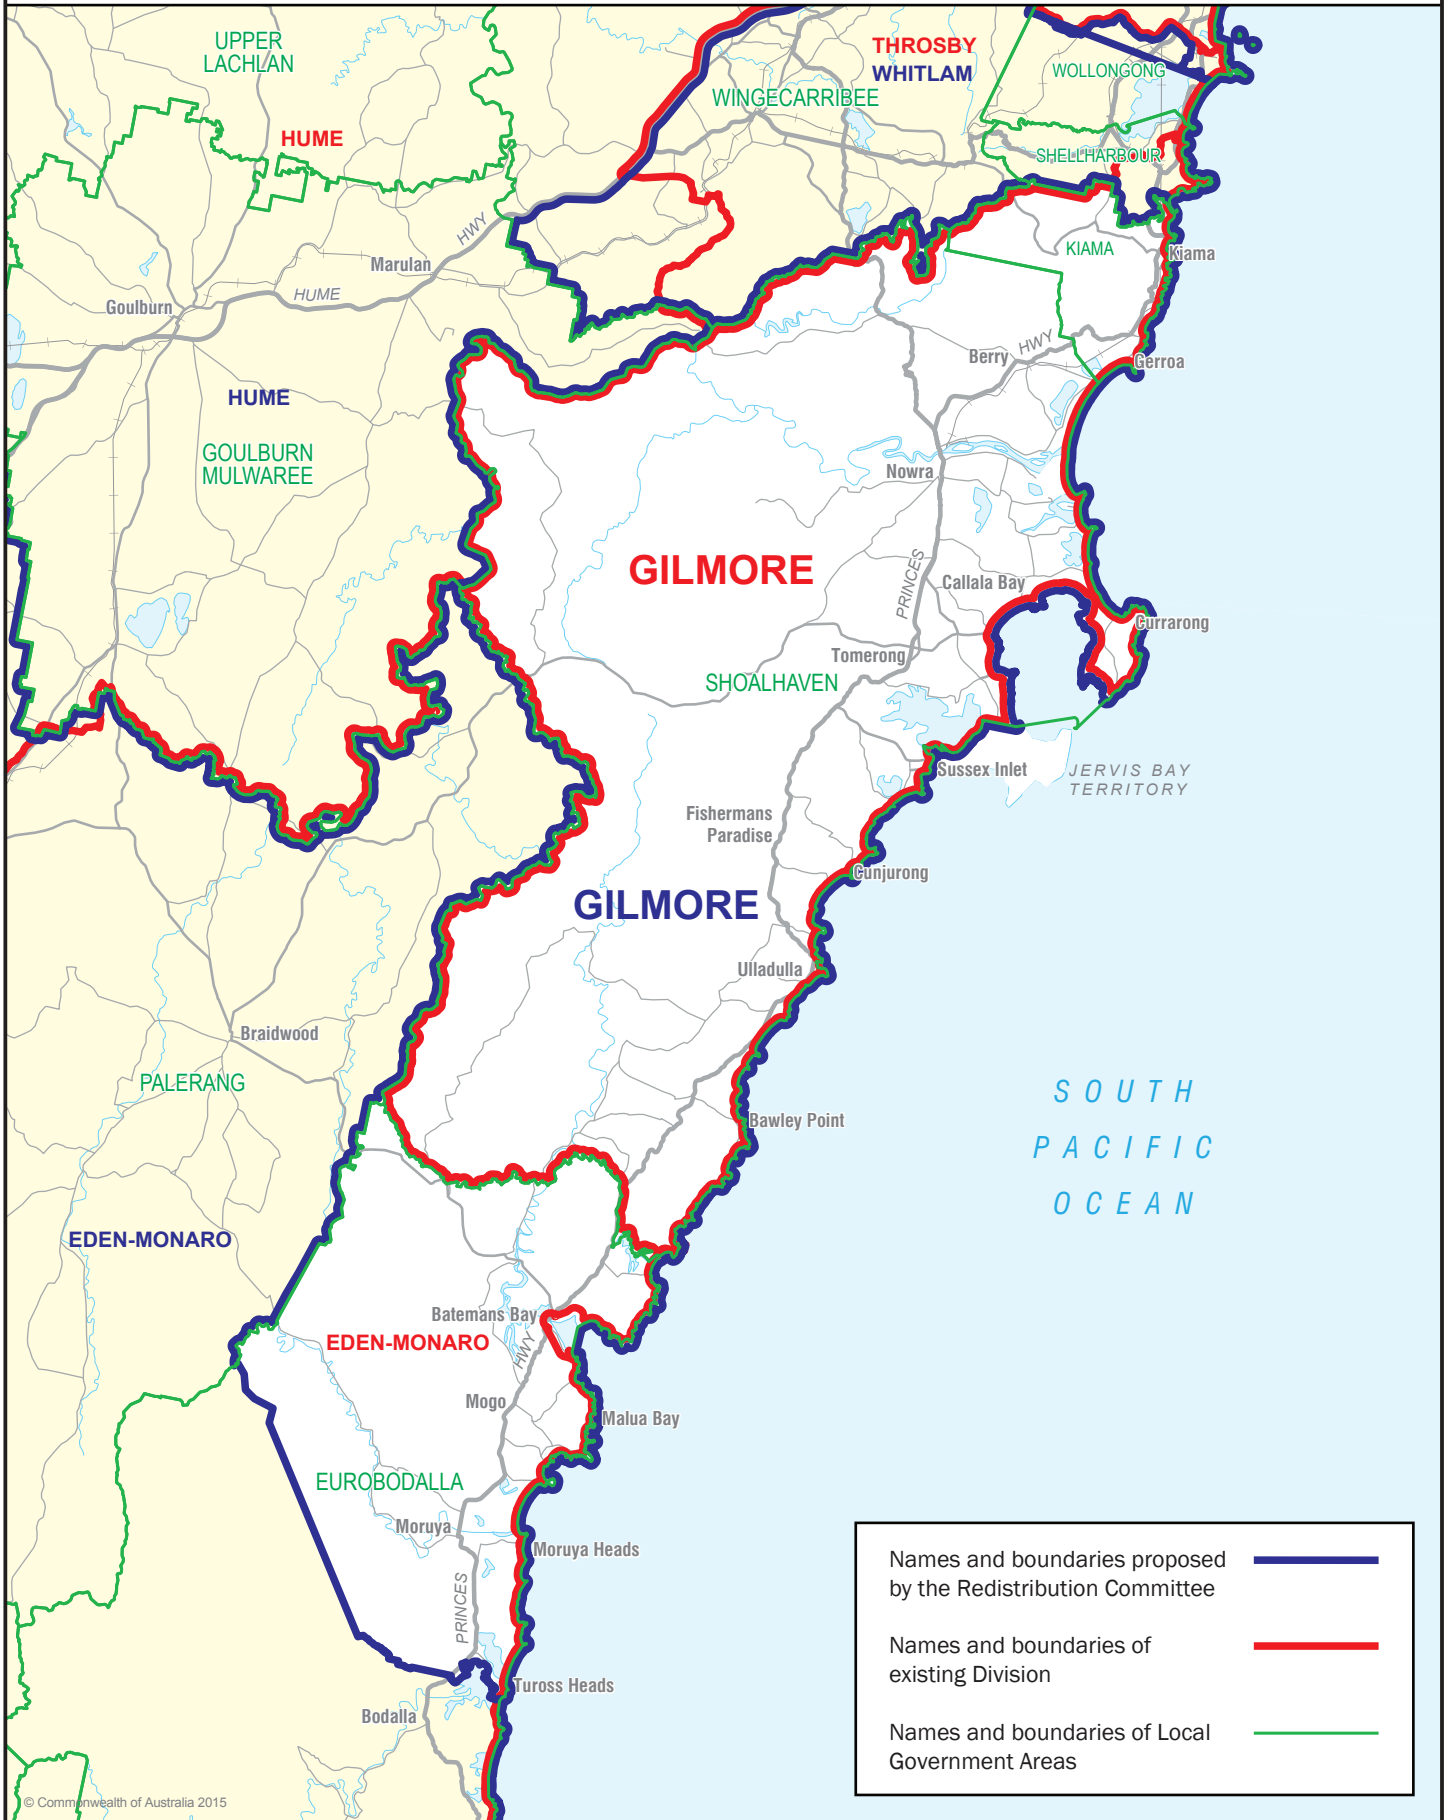 UPPER
LACHLAN
THROSBY
WHITLAM
WOLLONGONG
WINGECARRIBEE
HUME
SHELLHARBOUR
HWY
KIAMA
Kiama
Marulan
HUME
Goulburn
HWY
Berry
Gerroa
HUME
GOULBURN
MULWAREE
Nowra
GILMORE
PRINCES
Callala Bay
Currarong
Tomerong
SHOALHAVEN
Sussex Inlet
JERVIS BAY
TERRITORY
Fishermans
Paradise
Cunjurong
GILMORE
Ulladulla
Braidwood
PALERANG
SOUTH
PACIFIC
OCEAN
Bawley Point
EDEN-MONARO
Batemans Bay
EDEN-MONARO
HWY
Mogo
Malua Bay
EUROBODALLA
Moruya
Moruya Heads
PRINCES
Tuross Heads
Bodalla
Names and boundaries proposed
by the Redistribution Committee
Names and boundaries of
existing Division
Names and boundaries of Local
Government Areas
© Commonwealth of Australia 2015